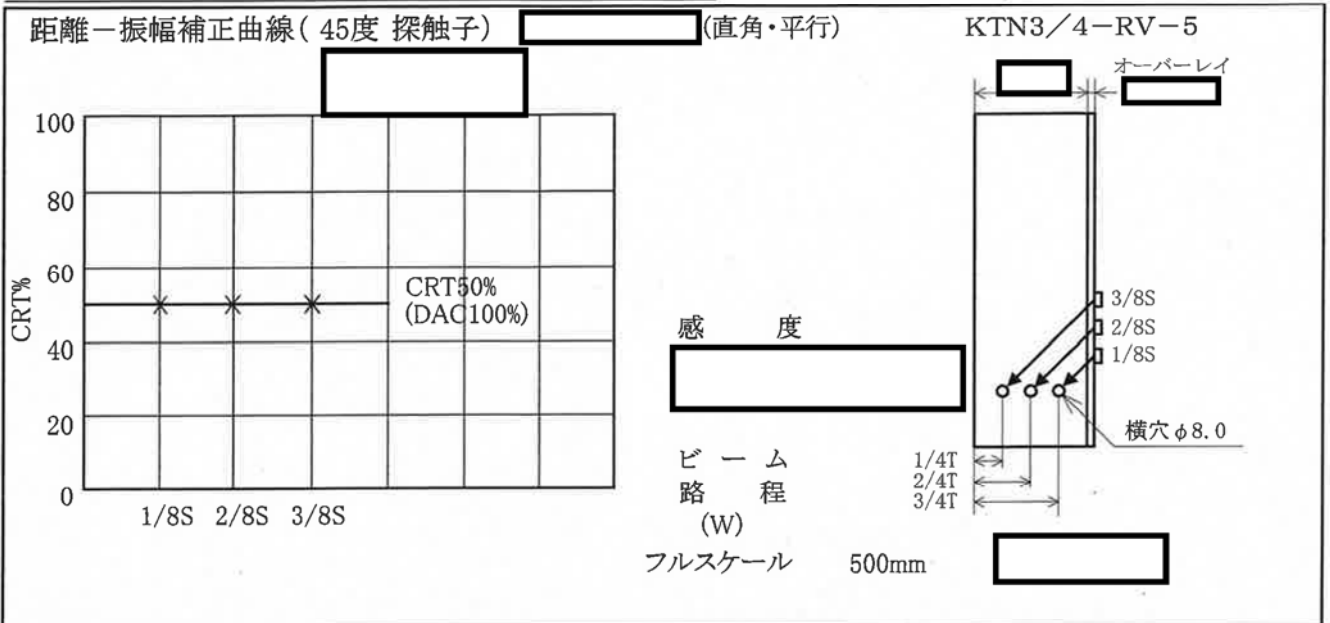 距離－振幅補正曲線( 45度 探触子)
(直角・平行)
KTN3／4－RV－5
オーバーレイ
100
80
60
40
20
0
CRT%
CRT50%
(DAC100%)
1/8S 2/8S 3/8S
感 度
ビ ー ム
路 程
(W)
フルスケール 500mm
3/8S
2/8S
1/8S
横穴φ8.0
1/4T
2/4T
3/4T